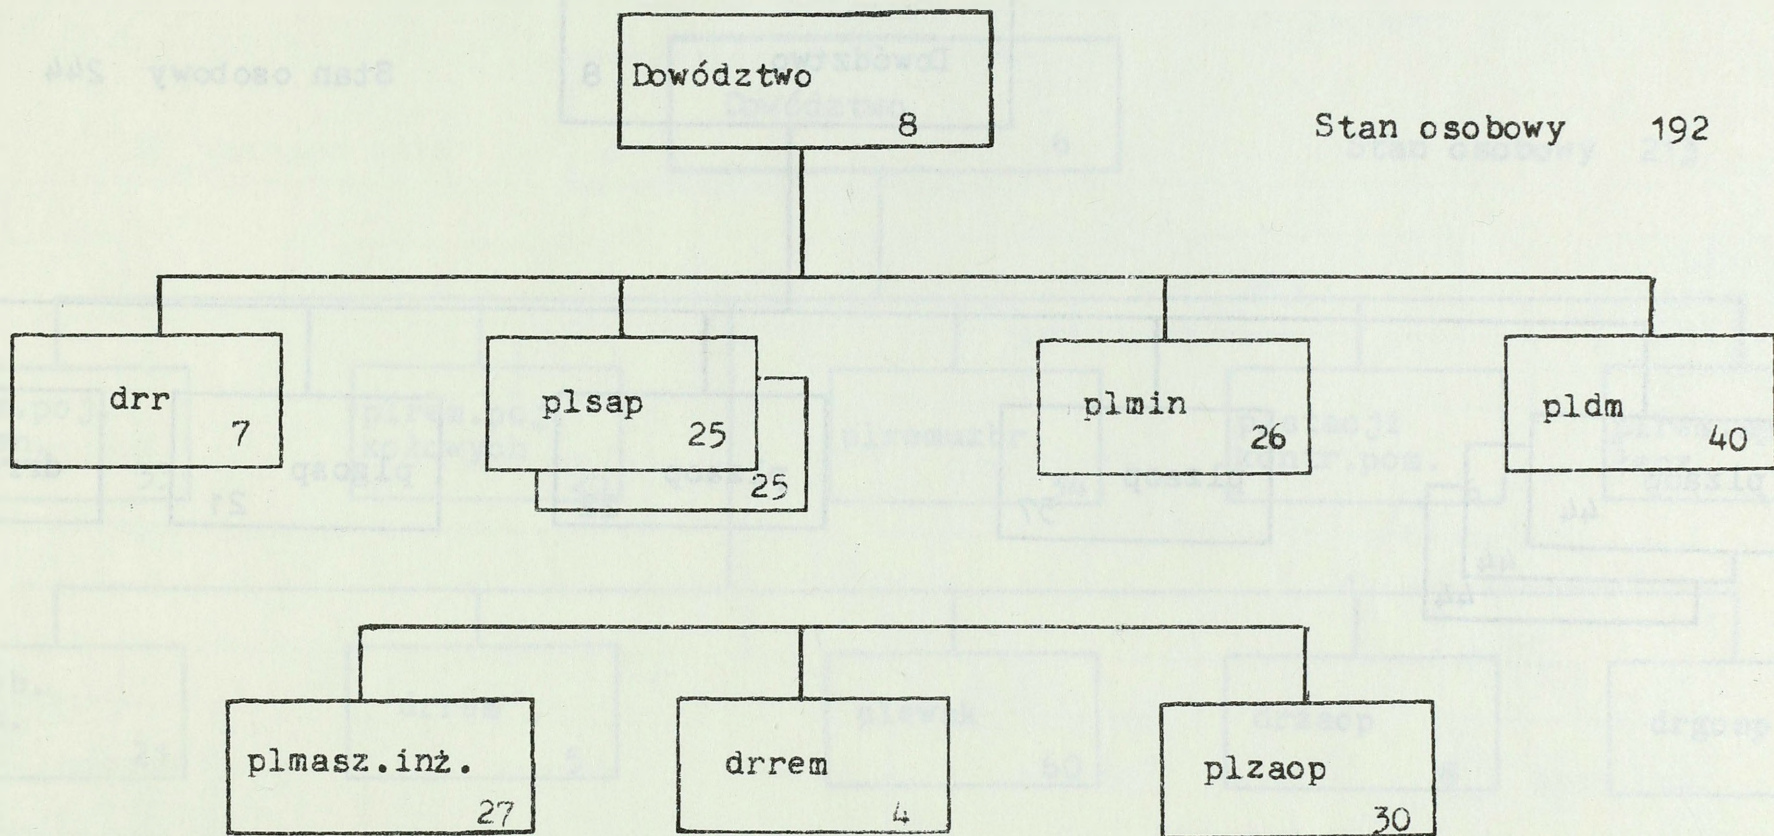 Dowództwo
8
Stan osobowy 192
drr
7
plsap
25
25
plmin
26
pldm
40
plmasz.inż.
27
drrem
4
plzaop
30